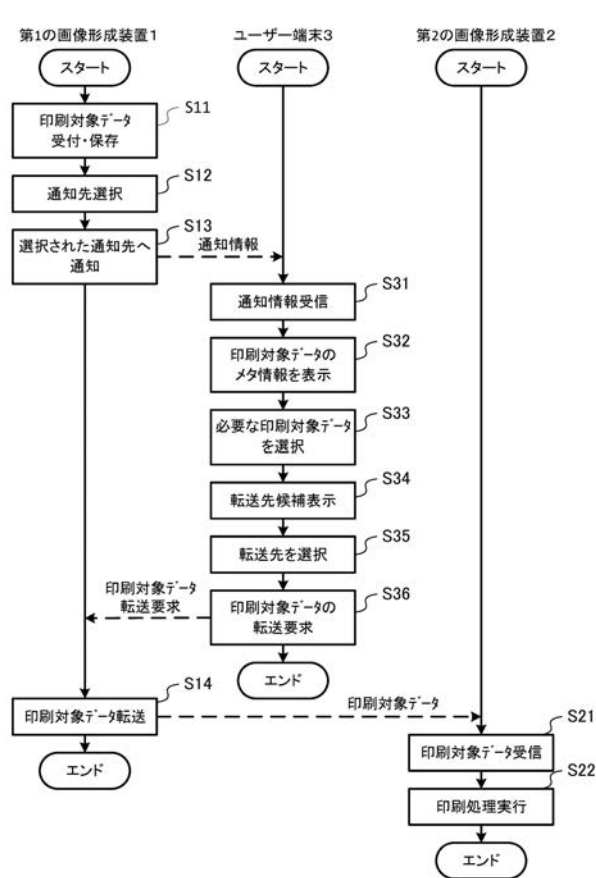 第1の画像形成装置1
ユーザー端末3
第2の画像形成装置2
スタート
スタート
スタート
S11
印刷対象データ
受付・保存
S12
通知先選択
S13
選択された通知先へ
通知
通知情報
S31
通知情報受信
S32
印刷対象データの
メタ情報を表示
S33
必要な印刷対象データ
を選択
S34
転送先候補表示
S35
転送先を選択
S36
印刷対象データの
転送要求
印刷対象データ
転送要求
エンド
S14
印刷対象データ転送
印刷対象データ
エンド
S21
印刷対象データ受信
S22
印刷処理実行
エンド